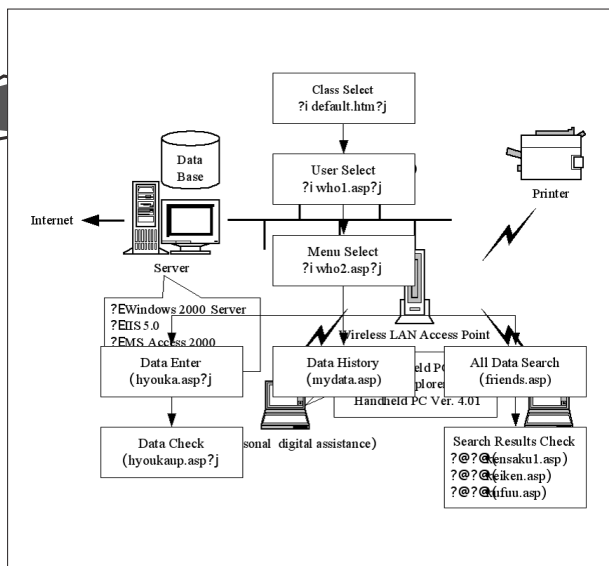 Class Select
?i default.htm?j
Data
Base
User Select
?i who1.asp?j
Printer
Internet
Menu Select
?i who2.asp?j
Server
?EWindows 2000 Server
?EIIS 5.0
?EMS Access 2000
Wireless LAN Access Point
Data Enter
(hyouka.asp?j
Data History
(mydata.asp)
eld PC
plorer
Handheld PC Ver. 4.01
All Data Search
(friends.asp)
Data Check
(hyoukaup.asp?j
sonal digital assistance)
Search Results Check
?@?@(kensaku1.asp)
?@?@(keiken.asp)
?@?@(kufuu.asp)